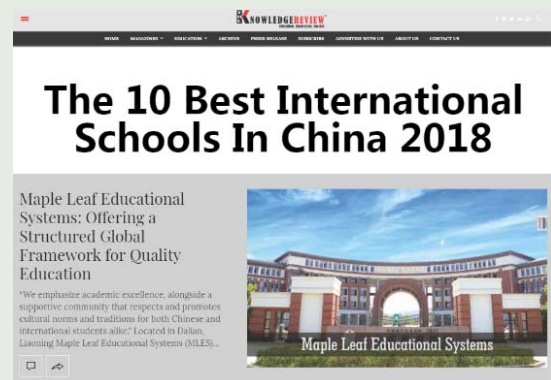 KNOWLEDGEREVIEW
HOME MAGAZINES EDUCATION ARCHIVE PRESS RELEASE SUBSCRIBE ADVERTISE WITH US ABOUT US CONTACT US
The 10 Best International
Schools In China 2018
Maple Leaf Educational
Systems: Offering a
Structured Global
Framework for Quality
Education
"We emphasize academic excellence, alongside a
supportive community that respects and promotes
cultural norms and traditions for both Chinese and
international students alike." Located in Dalian,
Liaoning Maple Leaf Educational Systems (MLES)...
Maple Leaf Educational Systems